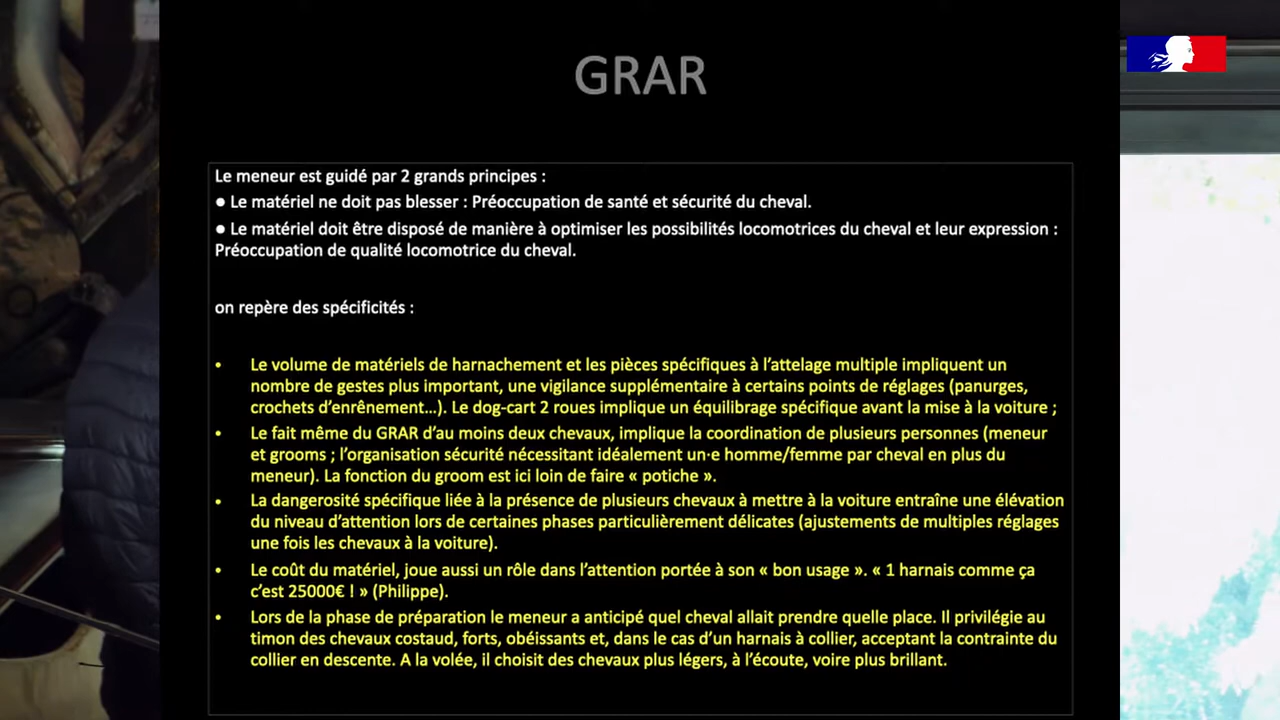 GRAR
Le meneur est guidé par 2 grands principes :
● Le matériel ne doit pas blesser : Préoccupation de santé et sécurité du cheval.
● Le matériel doit être disposé de manière à optimiser les possibilités locomotrices du cheval et leur expression :
Préoccupation de qualité locomotrice du cheval.
on repère des spécificités :
• Le volume de matériels de harnachement et les pièces spécifiques à l’attelage multiple impliquent un
nombre de gestes plus important, une vigilance supplémentaire à certains points de réglages (panurges,
crochets d’enrênement…). Le dog-cart 2 roues implique un équilibrage spécifique avant la mise à la voiture ;
• Le fait même du GRAR d’au moins deux chevaux, implique la coordination de plusieurs personnes (meneur
et grooms ; l’organisation sécurité nécessitant idéalement un·e homme/femme par cheval en plus du
meneur). La fonction du groom est ici loin de faire « potiche ».
• La dangerosité spécifique liée à la présence de plusieurs chevaux à mettre à la voiture entraîne une élévation
du niveau d’attention lors de certaines phases particulièrement délicates (ajustements de multiples réglages
une fois les chevaux à la voiture).
• Le coût du matériel, joue aussi un rôle dans l’attention portée à son « bon usage ». « 1 harnais comme ça
c’est 25000€ ! » (Philippe).
• Lors de la phase de préparation le meneur a anticipé quel cheval allait prendre quelle place. Il privilégie au
timon des chevaux costaud, forts, obéissants et, dans le cas d’un harnais à collier, acceptant la contrainte du
collier en descente. A la volée, il choisit des chevaux plus légers, à l’écoute, voire plus brillant.